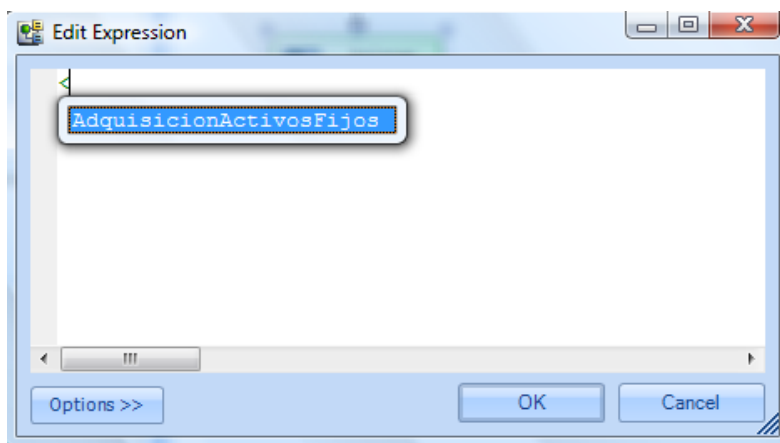 Edit Expression
<
AdquisicionActivosFijos
Options >>
OK
Cancel